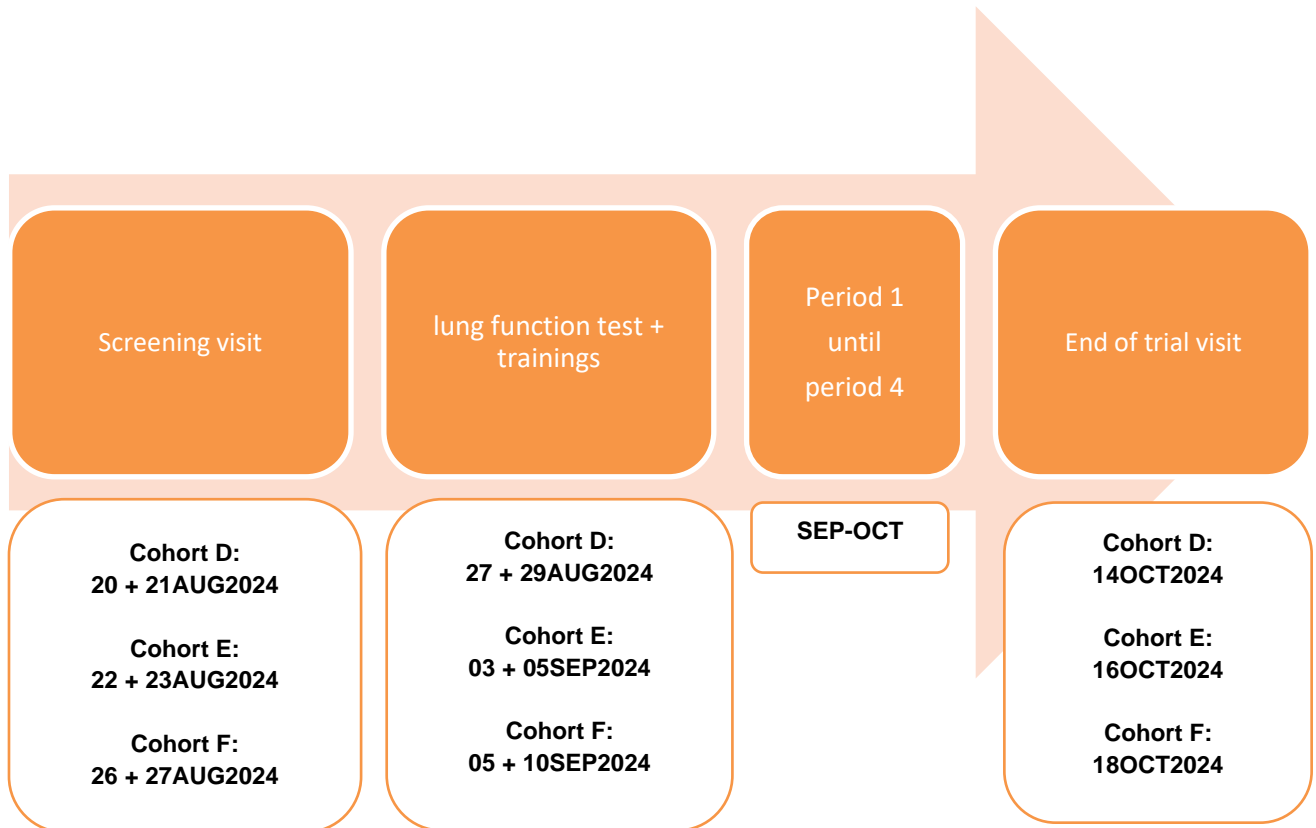 Screening visit
lung function test +
trainings
Period 1
until
period 4
End of trial visit
Cohort D:
20 + 21AUG2024
Cohort E:
22 + 23AUG2024
Cohort F:
26 + 27AUG2024
Cohort D:
27 + 29AUG2024
Cohort E:
03 + 05SEP2024
Cohort F:
05 + 10SEP2024
SEP-OCT
Cohort D:
14OCT2024
Cohort E:
16OCT2024
Cohort F:
18OCT2024